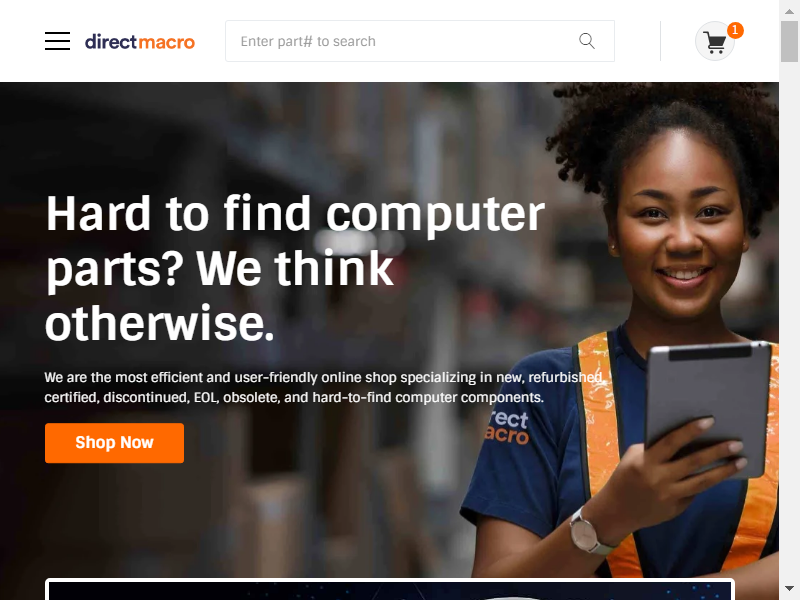 directmacro
Enter part# to search
1
Hard to find computer
parts? We think
otherwise.
We are the most efficient and user-friendly online shop specializing in new, refurbished,
certified, discontinued, EOL, obsolete, and hard-to-find computer components.
Shop Now
rect
acro